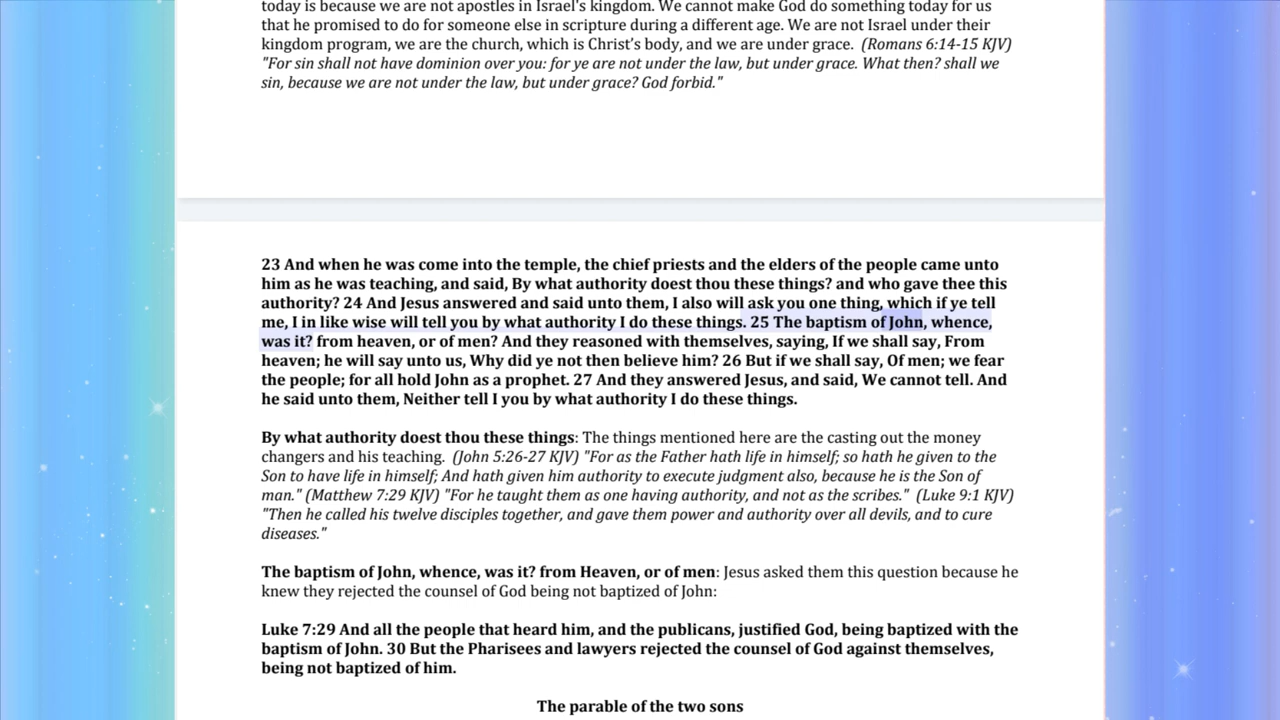 today is because we are not apostles in Israel's kingdom. We cannot make God do something today for us
that he promised to do for someone else in scripture during a different age. We are not Israel under their
kingdom program, we are the church, which is Christ's body, and we are under grace. (Romans 6:14-15 KJV)
"For sin shall not have dominion over you: for ye are not under the law, but under grace. What then? shall we
sin, because we are not under the law, but under grace? God forbid."
23 And when he was come into the temple, the chief priests and the elders of the people came unto
him as he was teaching, and said, By what authority doest thou these things? and who gave thee this
authority? 24 And Jesus answered and said unto them, I also will ask you one thing, which if ye tell
me, I in like wise will tell you by what authority I do these things. 25 The baptism of John, whence,
was it? from heaven, or of men? And they reasoned with themselves, saying, If we shall say, From
heaven; he will say unto us, Why did ye not then believe him? 26 But if we shall say, Of men; we fear
the people; for all hold John as a prophet. 27 And they answered Jesus, and said, We cannot tell. And
he said unto them, Neither tell I you by what authority I do these things.
By what authority doest thou these things: The things mentioned here are the casting out the money
changers and his teaching. (John 5:26-27 KJV) "For as the Father hath life in himself; so hath he given to the
Son to have life in himself; And hath given him authority to execute judgment also, because he is the Son of
man." (Matthew 7:29 KJV) "For he taught them as one having authority, and not as the scribes." (Luke 9:1 KJV)
"Then he called his twelve disciples together, and gave them power and authority over all devils, and to cure
diseases."
The baptism of John, whence, was it? from Heaven, or of men: Jesus asked them this question because he
knew they rejected the counsel of God being not baptized of John:
Luke 7:29 And all the people that heard him, and the publicans, justified God, being baptized with the
baptism of John. 30 But the Pharisees and lawyers rejected the counsel of God against themselves,
being not baptized of him.
The parable of the two sons